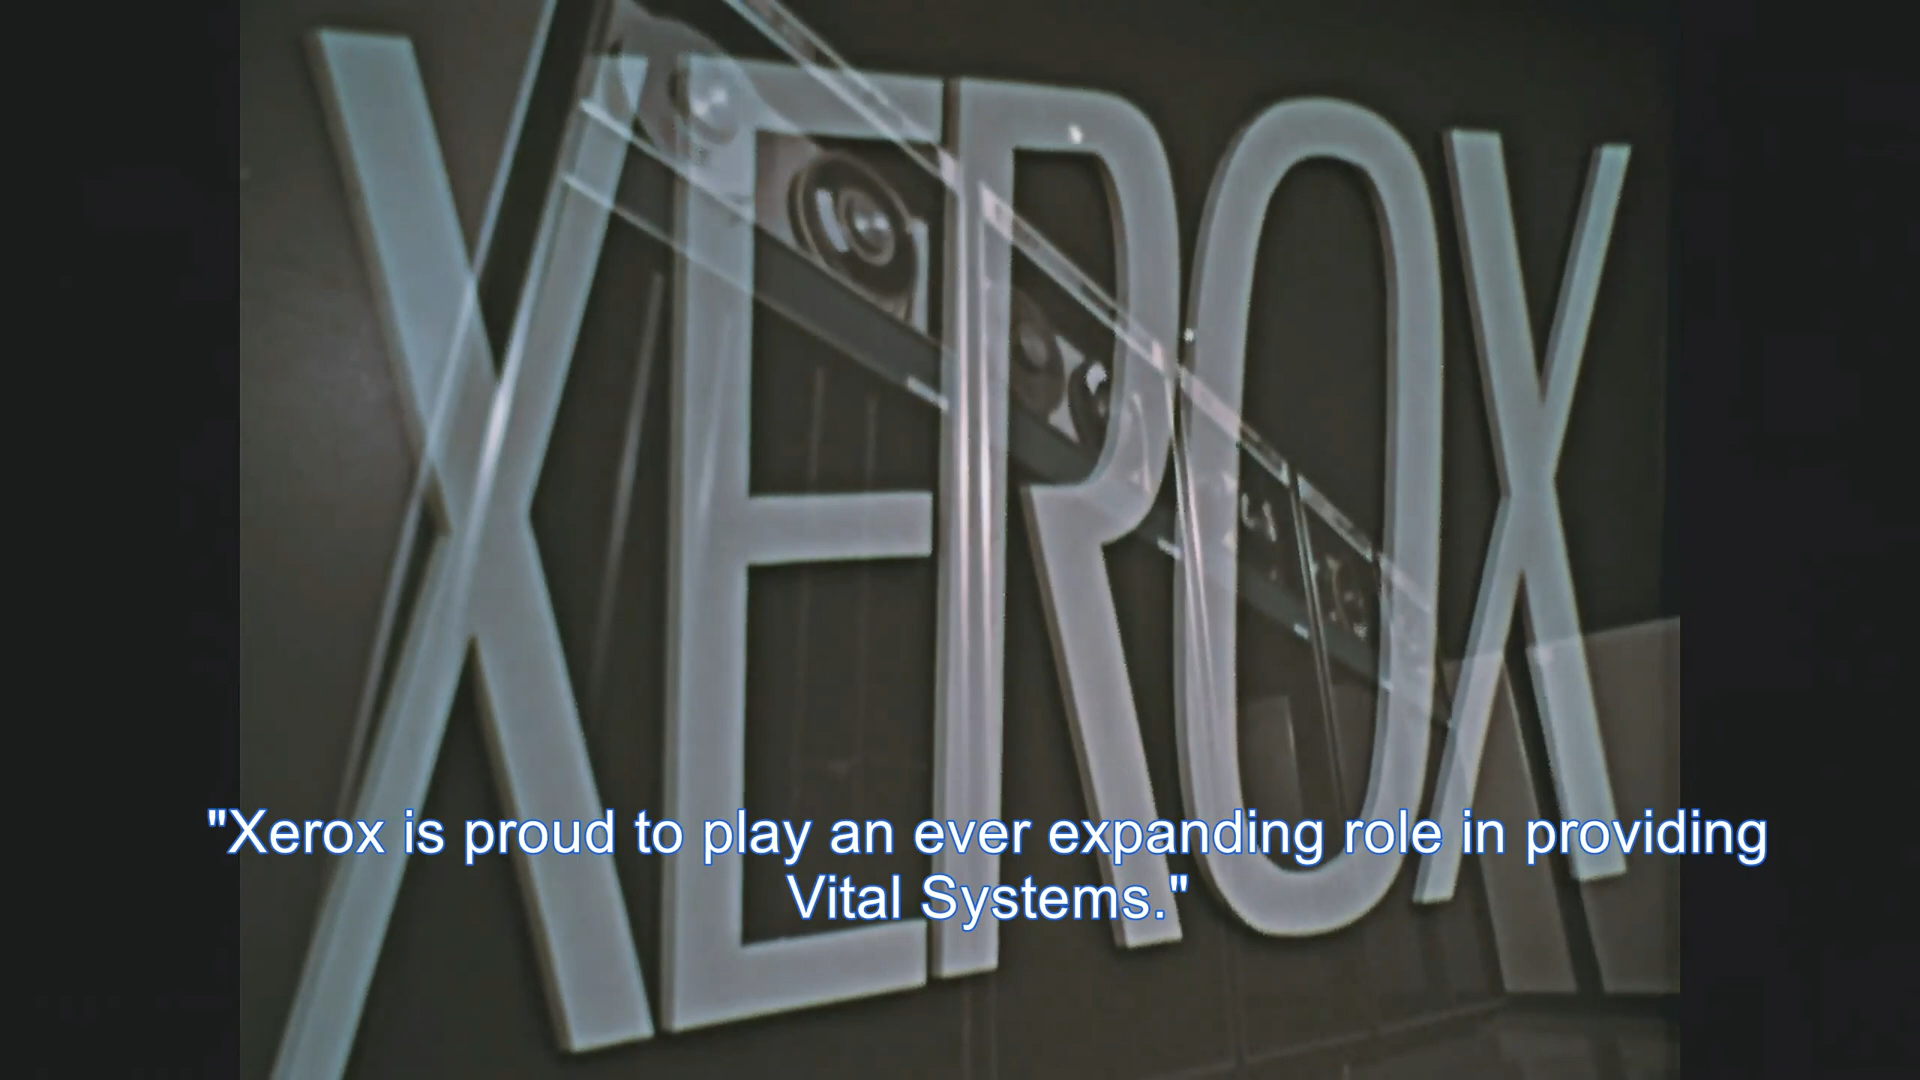 XEROX
"Xerox is proud to play an ever expanding role in providing
Vital Systems."